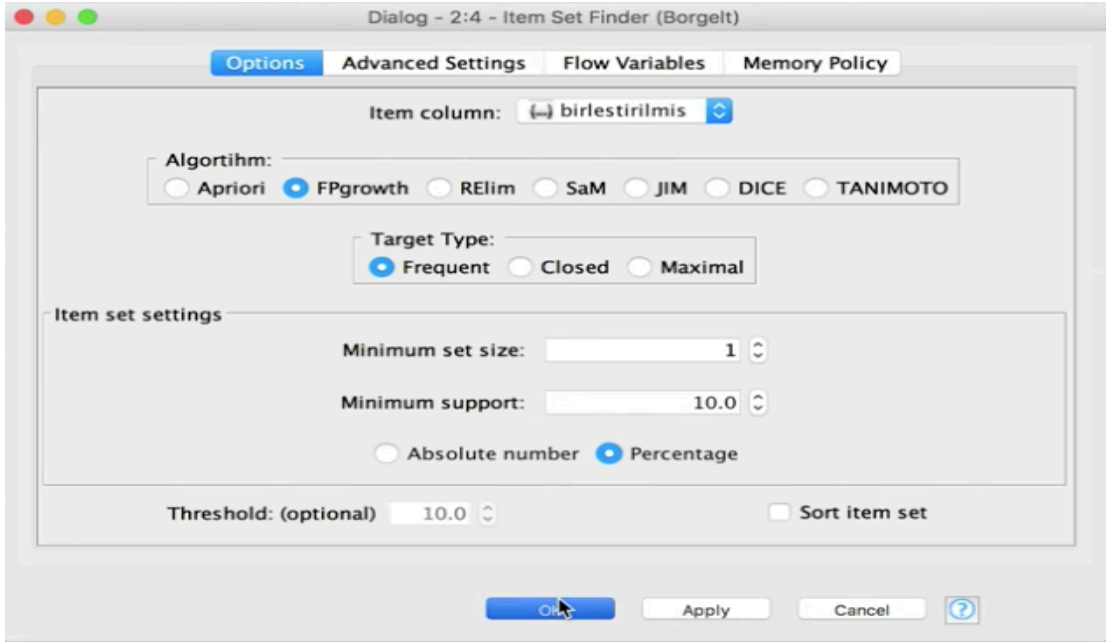 Dialog - 2:4 - Item Set Finder (Borgelt)
Options Advanced Settings Flow Variables Memory Policy
Item column: {...} birlestirilmis
Algortihm:
Apriori FPgrowth RElim SaM JIM DICE TANIMOTO
Target Type:
Frequent Closed Maximal
Item set settings
Minimum set size: 1
Minimum support: 10.0
Absolute number Percentage
Threshold: (optional) 10.0 Sort item set
Apply Cancel ?